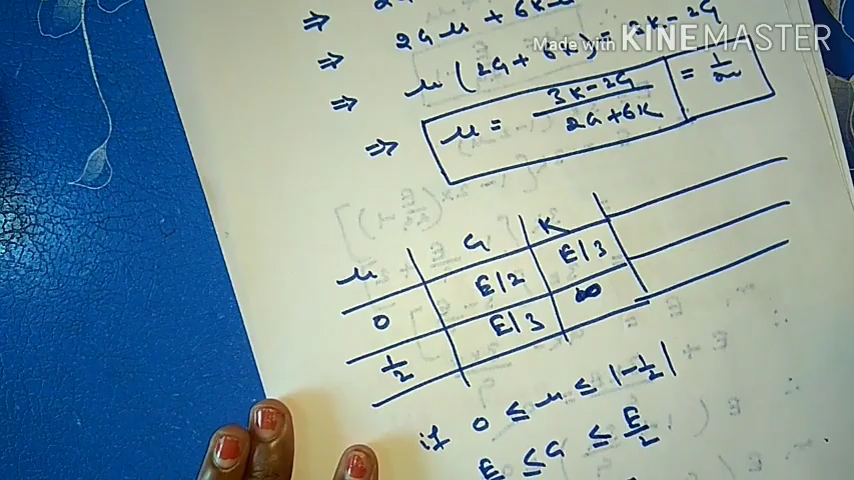 ⇒ 2Gμ + 6Kμ
⇒ μ (2G + 6K) = 3K - 2G
⇒ μ = 3K - 2G / 2G + 6K = 1/m
Made with KINEMASTER
μ G K
0 E/2 E/3
1/2 E/3 ∞
if 0 ≤ μ ≤ |-1/2|
≤ G ≤ E/2